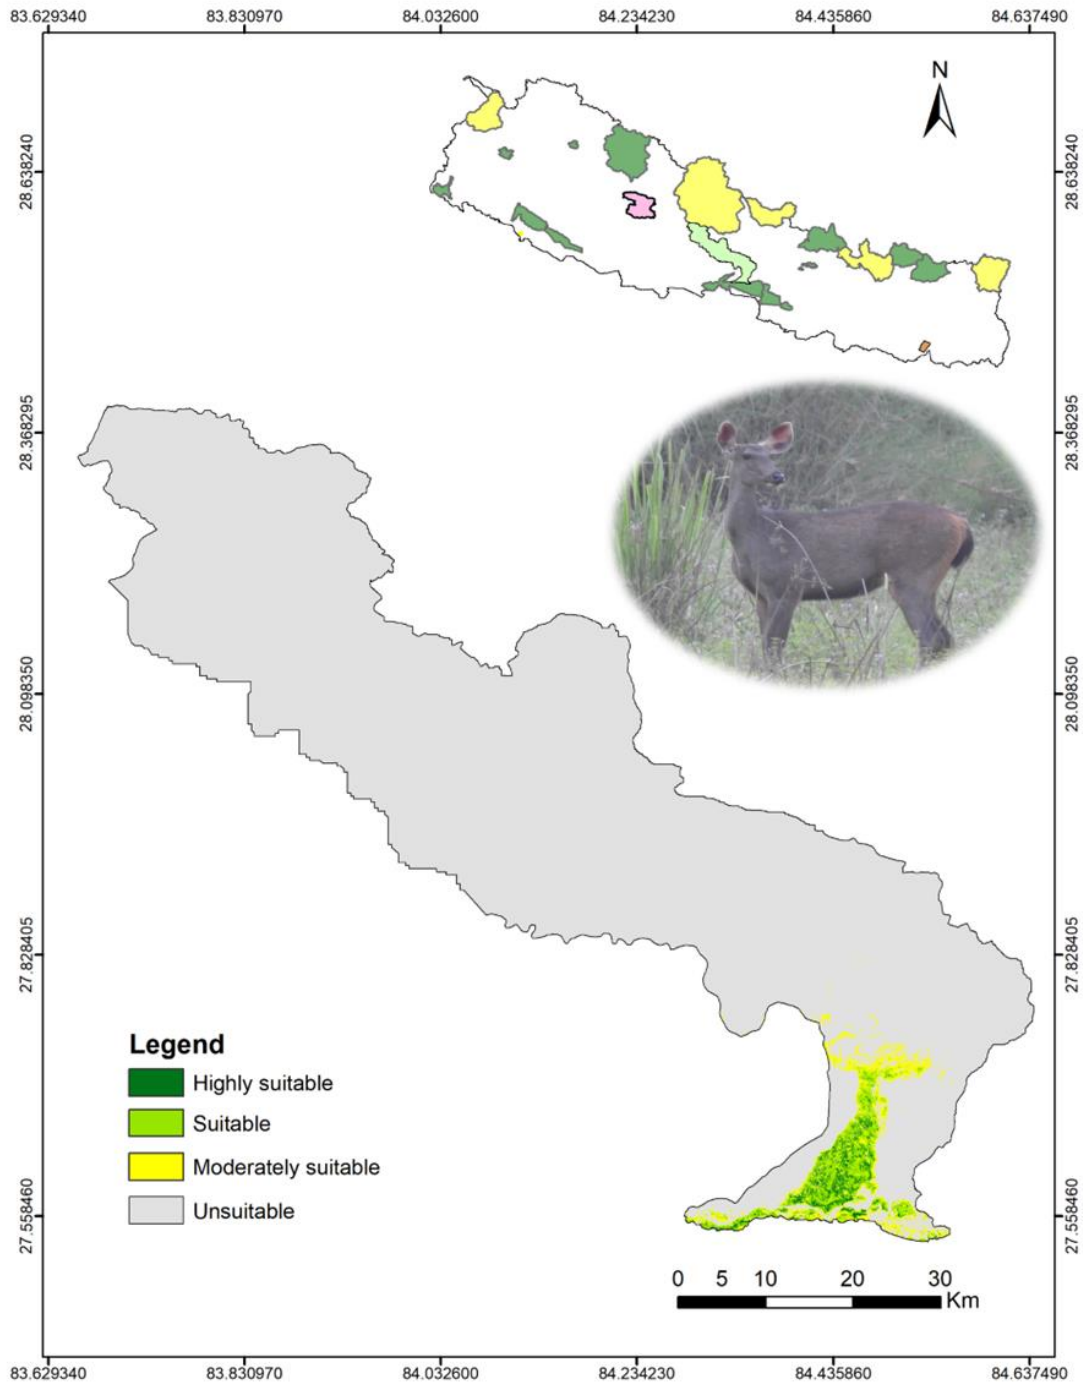 83.629340 83.830970 84.032600 84.234230 84.435860 84.637490
N
28.638240 28.638240
28.368295 28.368295
28.098350 28.098350
27.828405 27.828405
Legend
Highly suitable
Suitable
Moderately suitable
Unsuitable
27.558460 27.558460
0 5 10 20 30
Km
83.629340 83.830970 84.032600 84.234230 84.435860 84.637490